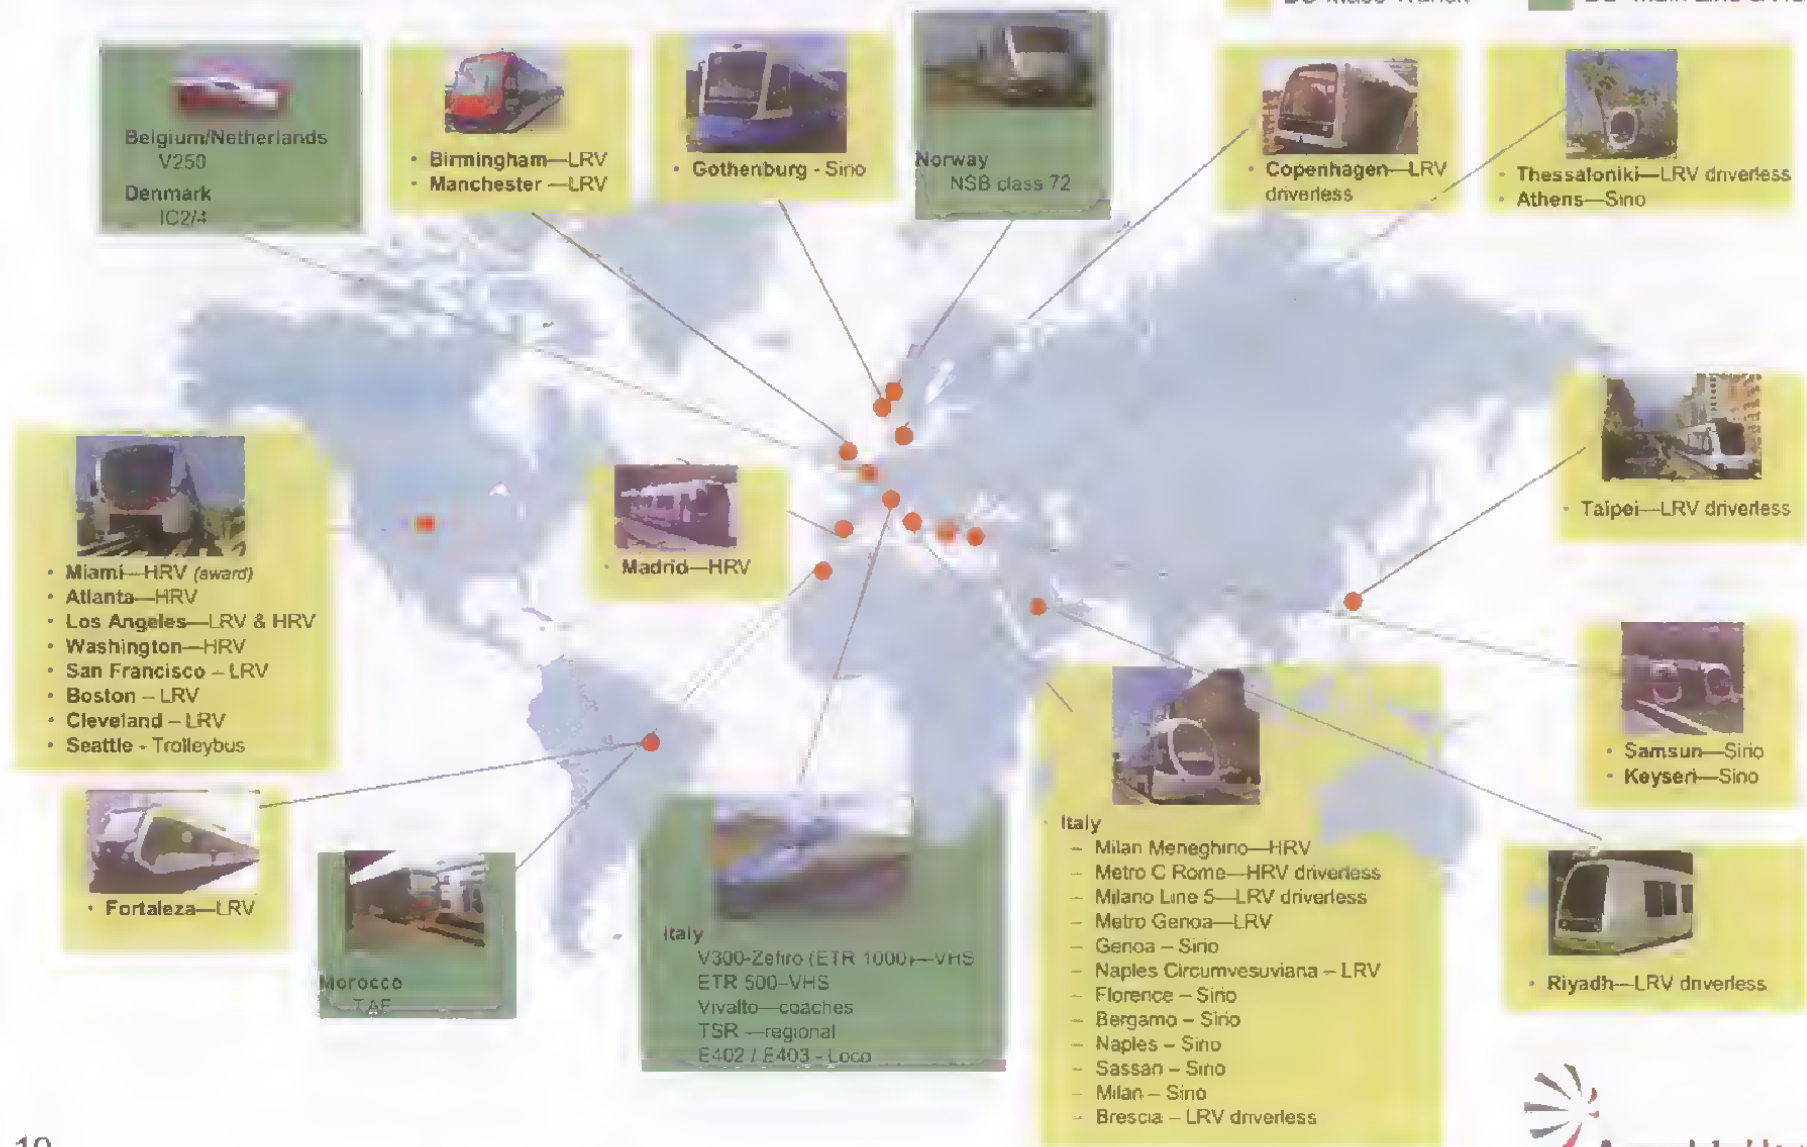 Belgium/Netherlands
V250
Denmark
IC2/4
• Birmingham—LRV
• Manchester —LRV
• Gothenburg - Sirio
Norway
NSB class 72
• Copenhagen—LRV
driverless
• Thessaloniki—LRV driverless
• Athens—Sirio
• Miami—HRV (award)
• Atlanta—HRV
• Los Angeles—LRV & HRV
• Washington—HRV
• San Francisco – LRV
• Boston – LRV
• Cleveland – LRV
• Seattle - Trolleybus
• Madrid—HRV
• Taipei—LRV driverless
• Samsun—Sirio
• Keyseri—Sirio
• Fortaleza—LRV
Morocco
TAF
Italy
V300-Zefiro (ETR 1000)—VHS
ETR 500–VHS
Vivalto—coaches
TSR —regional
E402 / E403 - Loco
• Italy
– Milan Meneghino—HRV
– Metro C Rome—HRV driverless
– Milano Line 5—LRV driverless
– Metro Genoa—LRV
– Genoa – Sirio
– Naples Circumvesuviana – LRV
– Florence – Sirio
– Bergamo – Sirio
– Naples – Sirio
– Sassari – Sirio
– Milan – Sirio
– Brescia – LRV driverless
• Riyadh—LRV driverless